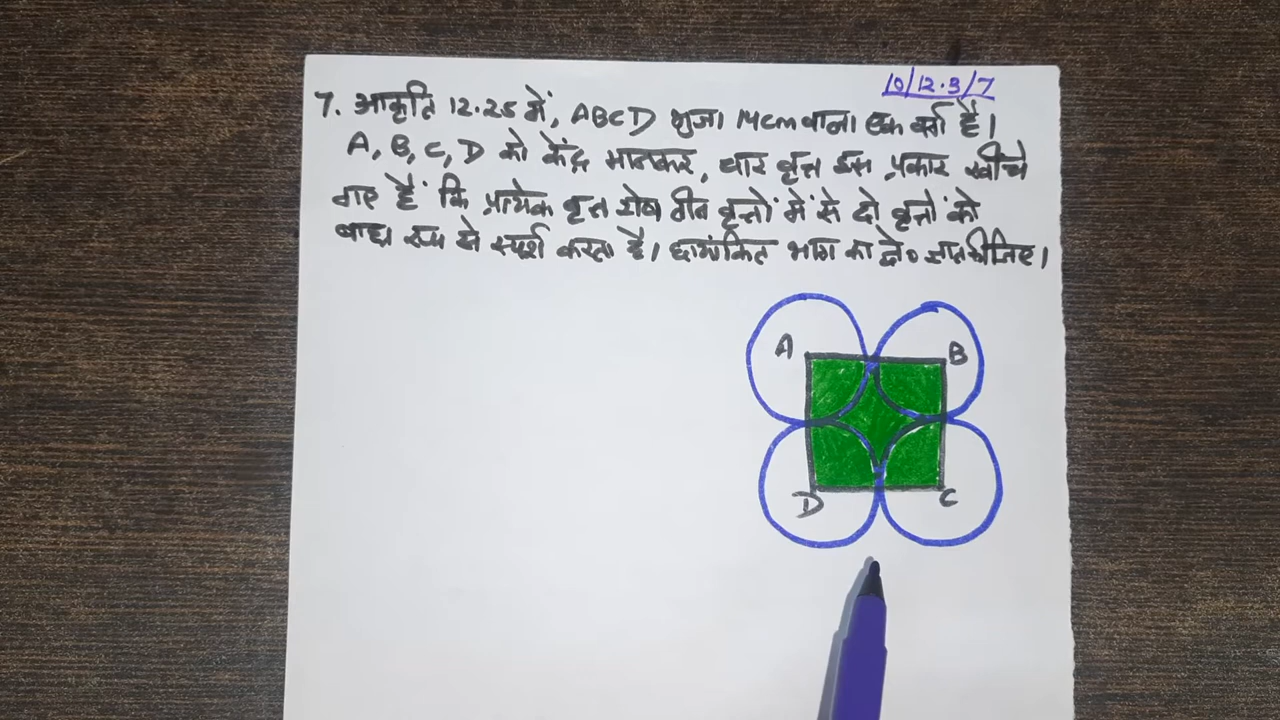 10/12.3/7
7. आकृति 12.25 में, ABCD भुजा 14cm वाला एक वर्ग है।
A, B, C, D को केंद्र मानकर, चार वृत्त इस प्रकार खींचे
गए हैं कि प्रत्येक वृत्त शेष तीन वृत्तों में से दो वृत्तों को
बाह्य रूप से स्पर्श करता है। छायांकित भाग का क्षे० ज्ञात कीजिए।
A
B
D
C